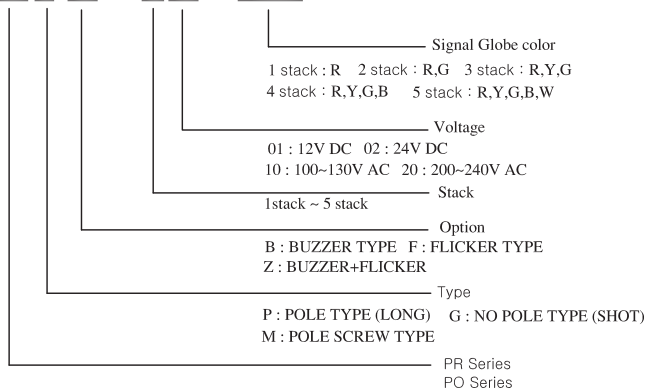 Signal Globe color
1 stack : R 2 stack : R,G 3 stack : R,Y,G
4 stack : R,Y,G,B 5 stack : R,Y,G,B,W
Voltage
01 : 12V DC 02 : 24V DC
10 : 100~130V AC 20 : 200~240V AC
Stack
1stack ~ 5 stack
Option
B : BUZZER TYPE F : FLICKER TYPE
Z : BUZZER+FLICKER
Type
P : POLE TYPE (LONG) G : NO POLE TYPE (SHOT)
M : POLE SCREW TYPE
PR Series
PO Series